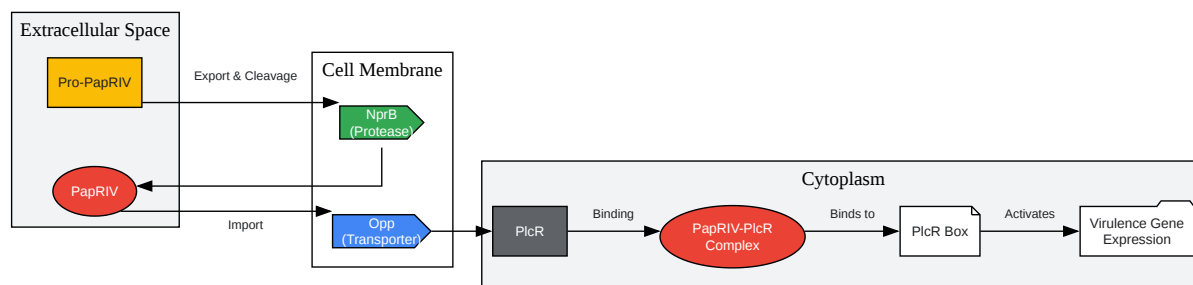 Extracellular Space
Pro-PapRIV
Export & Cleavage
Cell Membrane
NprB
(Protease)
PapRIV
Import
Opp
(Transporter)
Cytoplasm
PlcR
Binding
PapRIV-PlcR
Complex
Binds to
PlcR Box
Activates
Virulence Gene
Expression